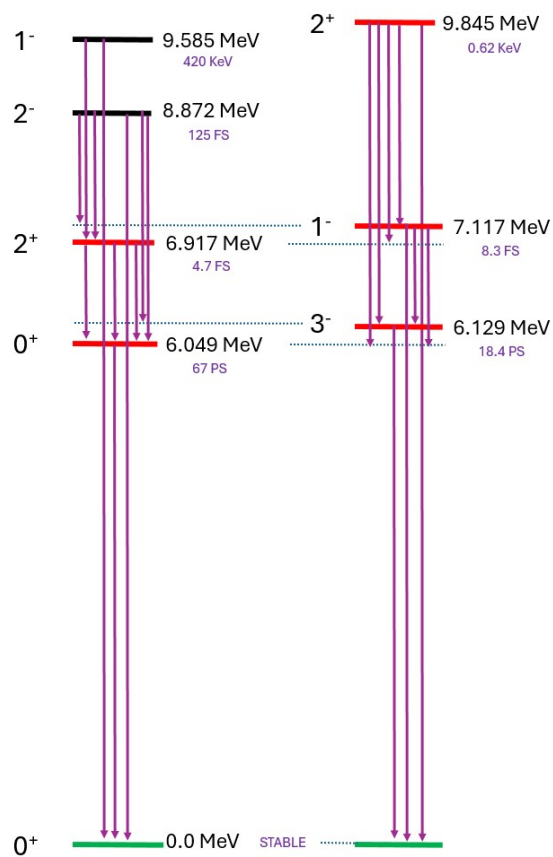 1⁻ 9.585 MeV
420 KeV
2⁻ 8.872 MeV
125 FS
2⁺ 6.917 MeV
4.7 FS
0⁺ 6.049 MeV
67 PS
0⁺ 0.0 MeV STABLE
2⁺ 9.845 MeV
0.62 KeV
1⁻ 7.117 MeV
8.3 FS
3⁻ 6.129 MeV
18.4 PS